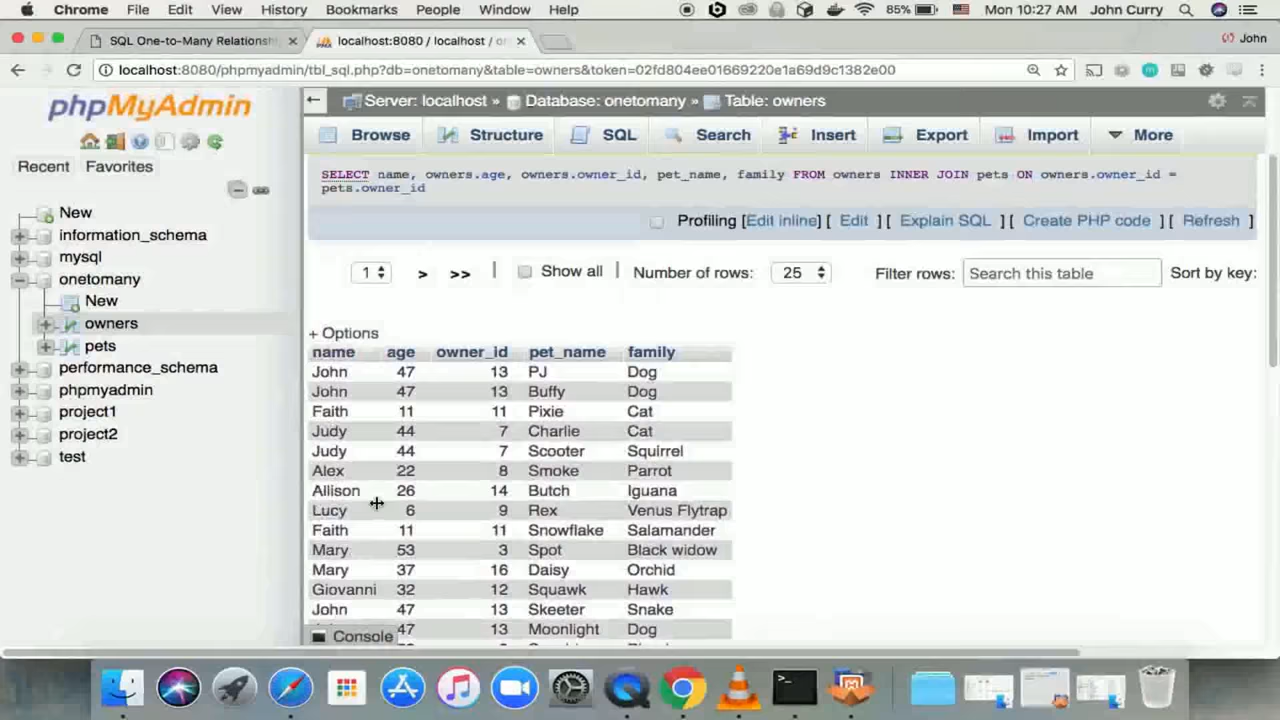 Chrome File Edit View History Bookmarks People Window Help 85% Mon 10:27 AM John Curry
SQL One-to-Many Relationsh localhost:8080 / localhost / on John
localhost:8080/phpmyadmin/tbl_sql.php?db=onetomany&table=owners&token=02fd804ee01669220e1a69d9c1382e00
phpMyAdmin
Recent Favorites
New
information_schema
mysql
onetomany
New
owners
pets
performance_schema
phpmyadmin
project1
project2
test
Server: localhost » Database: onetomany » Table: owners
Browse Structure SQL Search Insert Export Import More
SELECT name, owners.age, owners.owner_id, pet_name, family FROM owners INNER JOIN pets ON owners.owner_id =
pets.owner_id
Profiling [Edit inline] [ Edit ] [ Explain SQL ] [ Create PHP code ] [ Refresh ]
1 > >> | Show all | Number of rows: 25 Filter rows: Search this table Sort by key:
+ Options
name age owner_id pet_name family
John 47 13 PJ Dog
John 47 13 Buffy Dog
Faith 11 11 Pixie Cat
Judy 44 7 Charlie Cat
Judy 44 7 Scooter Squirrel
Alex 22 8 Smoke Parrot
Allison 26 14 Butch Iguana
Lucy 6 9 Rex Venus Flytrap
Faith 11 11 Snowflake Salamander
Mary 53 3 Spot Black widow
Mary 37 16 Daisy Orchid
Giovanni 32 12 Squawk Hawk
John 47 13 Skeeter Snake
47 13 Moonlight Dog
Console